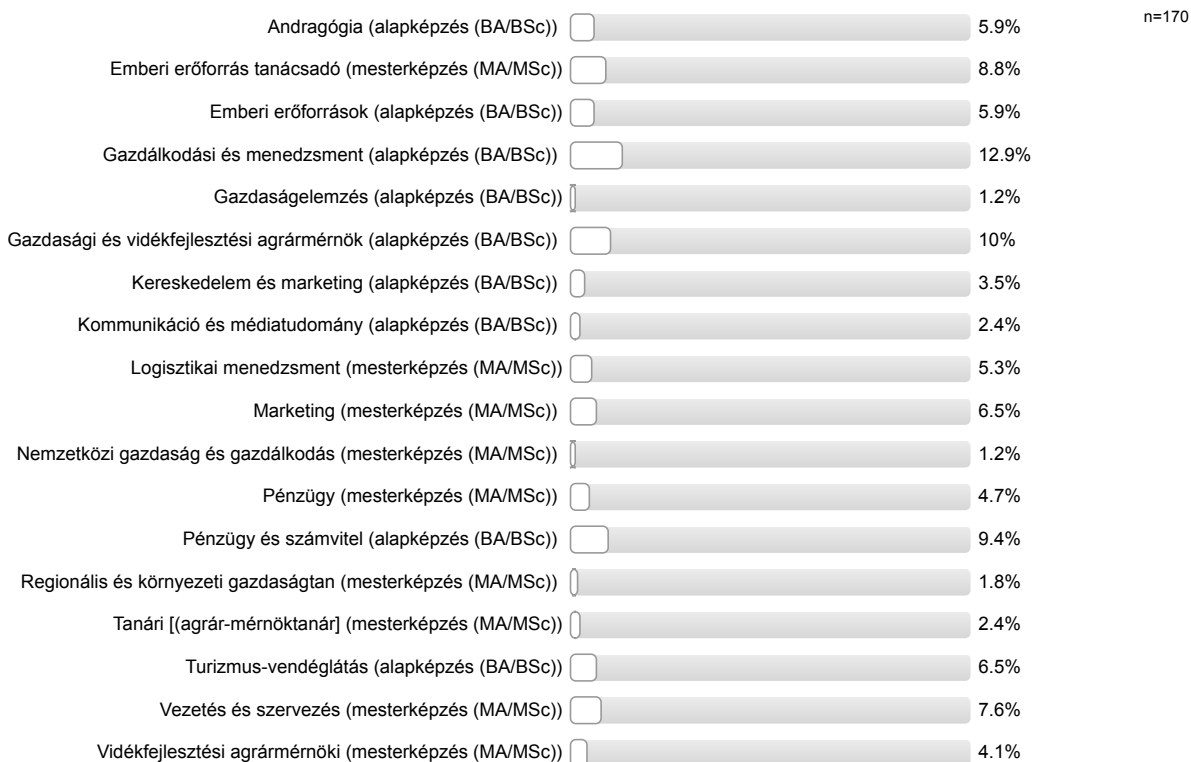 n=170
Andragógia (alapképzés (BA/BSc)) 5.9%
Emberi erőforrás tanácsadó (mesterképzés (MA/MSc)) 8.8%
Emberi erőforrások (alapképzés (BA/BSc)) 5.9%
Gazdálkodási és menedzsment (alapképzés (BA/BSc)) 12.9%
Gazdaságelemzés (alapképzés (BA/BSc)) 1.2%
Gazdasági és vidékfejlesztési agrármérnök (alapképzés (BA/BSc)) 10%
Kereskedelem és marketing (alapképzés (BA/BSc)) 3.5%
Kommunikáció és médiatudomány (alapképzés (BA/BSc)) 2.4%
Logisztikai menedzsment (mesterképzés (MA/MSc)) 5.3%
Marketing (mesterképzés (MA/MSc)) 6.5%
Nemzetközi gazdaság és gazdálkodás (mesterképzés (MA/MSc)) 1.2%
Pénzügy (mesterképzés (MA/MSc)) 4.7%
Pénzügy és számvitel (alapképzés (BA/BSc)) 9.4%
Regionális és környezeti gazdaságtan (mesterképzés (MA/MSc)) 1.8%
Tanári [(agrár-mérnöktanár] (mesterképzés (MA/MSc)) 2.4%
Turizmus-vendéglátás (alapképzés (BA/BSc)) 6.5%
Vezetés és szervezés (mesterképzés (MA/MSc)) 7.6%
Vidékfejlesztési agrármérnöki (mesterképzés (MA/MSc)) 4.1%